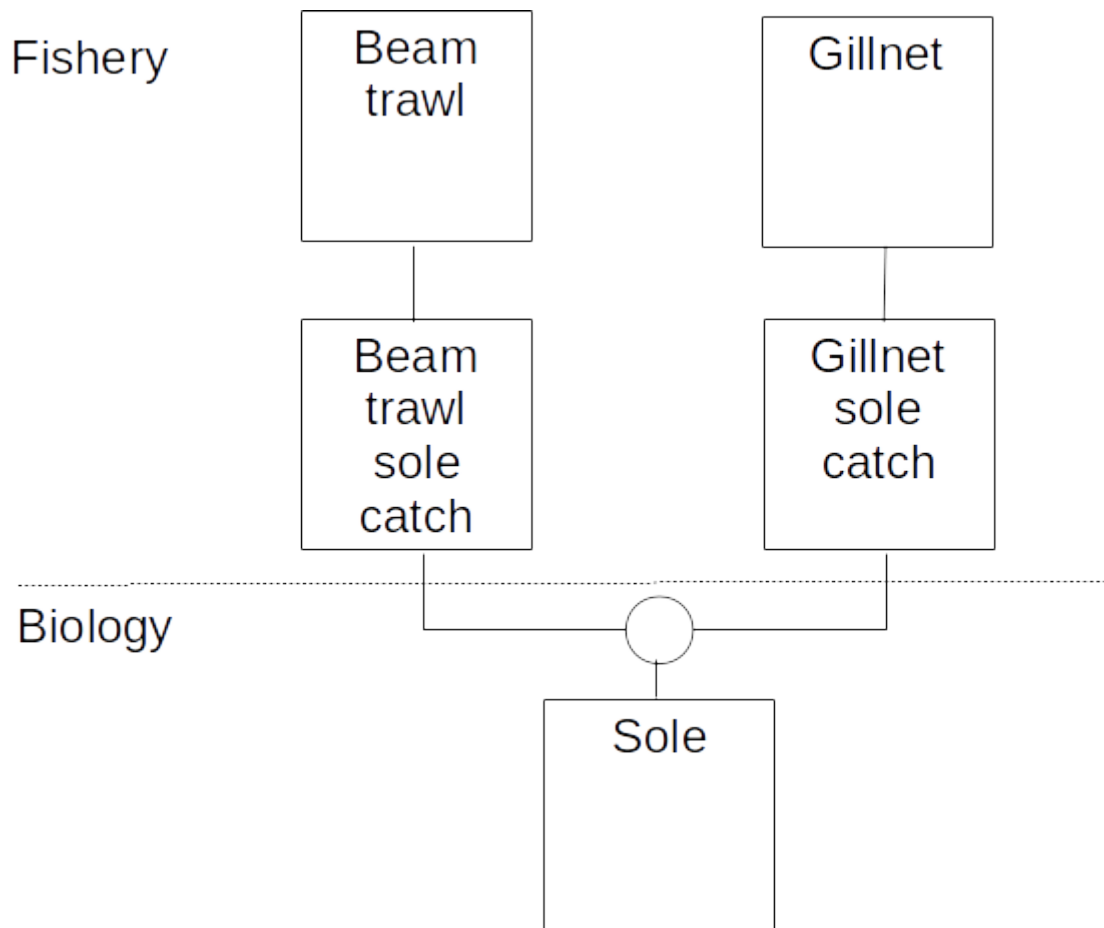 Fishery
Beam
trawl
Gillnet
Beam
trawl
sole
catch
Gillnet
sole
catch
Biology
Sole